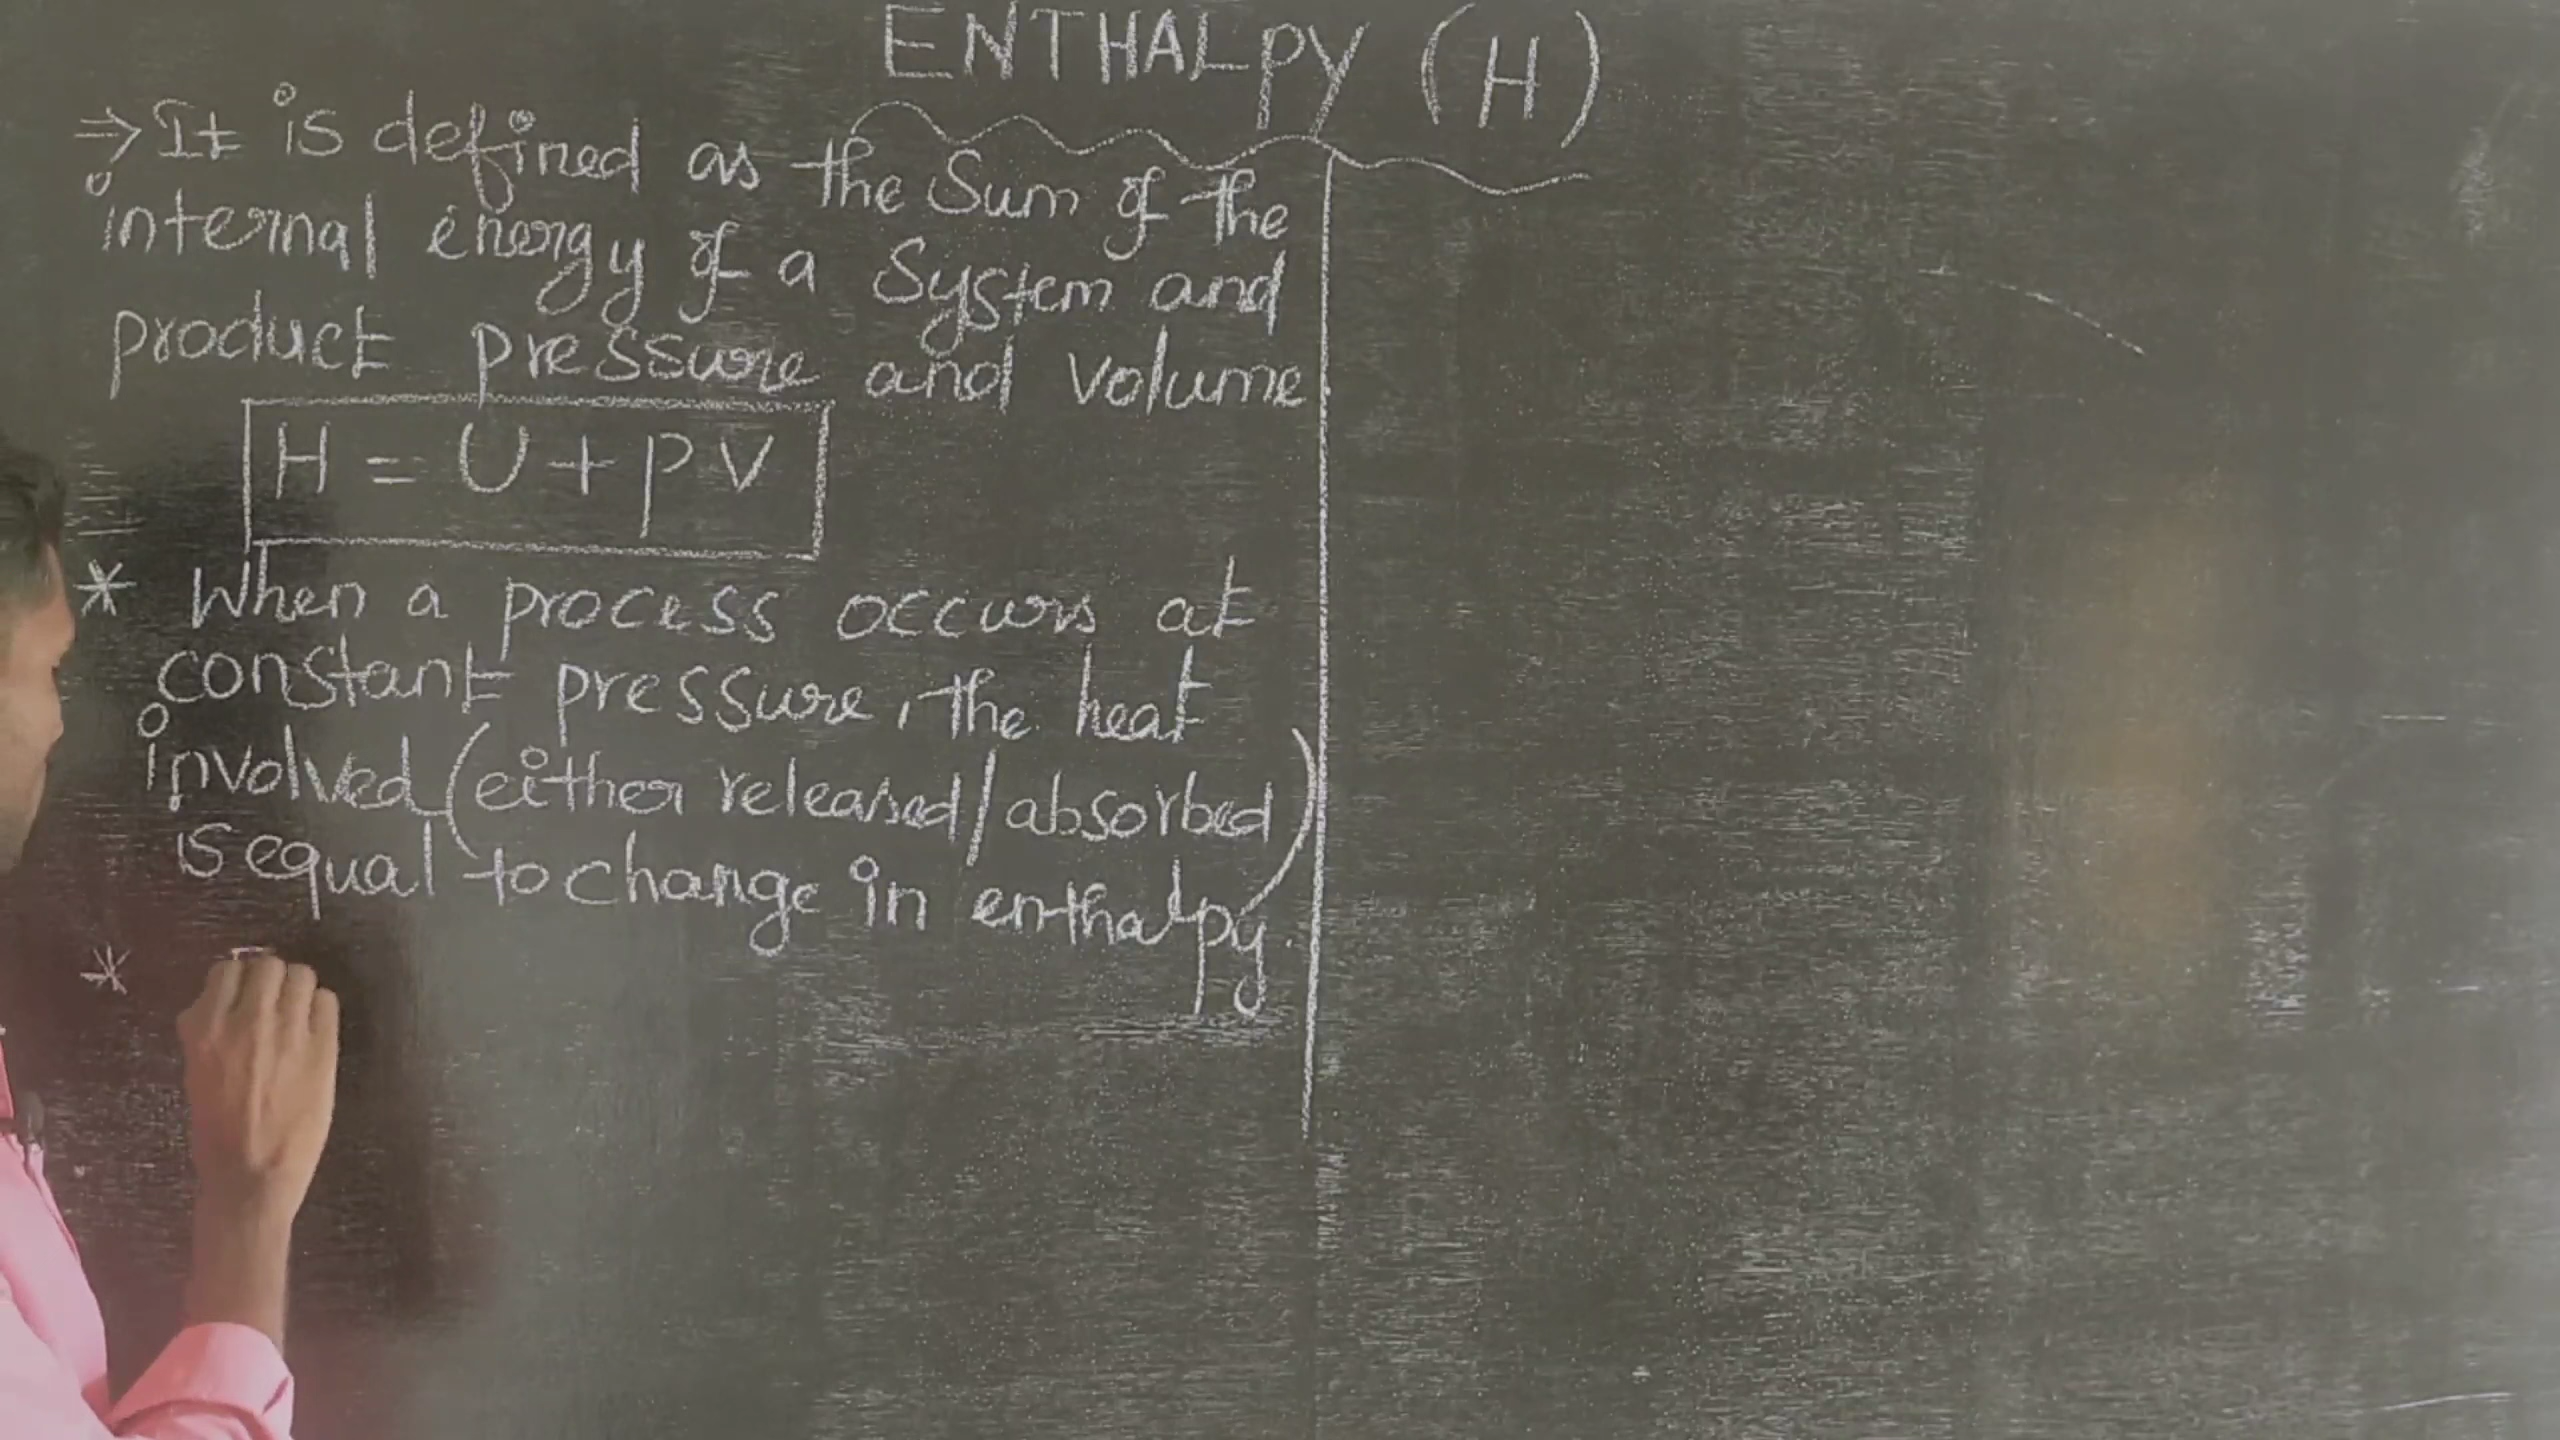 ENTHALPY (H)
⇒ It is defined as the Sum of the
internal energy of a System and
product pressure and volume
H = U + PV
* When a process occurs at
constant pressure, the heat
involved (either released/absorbed)
is equal to change in enthalpy.
*